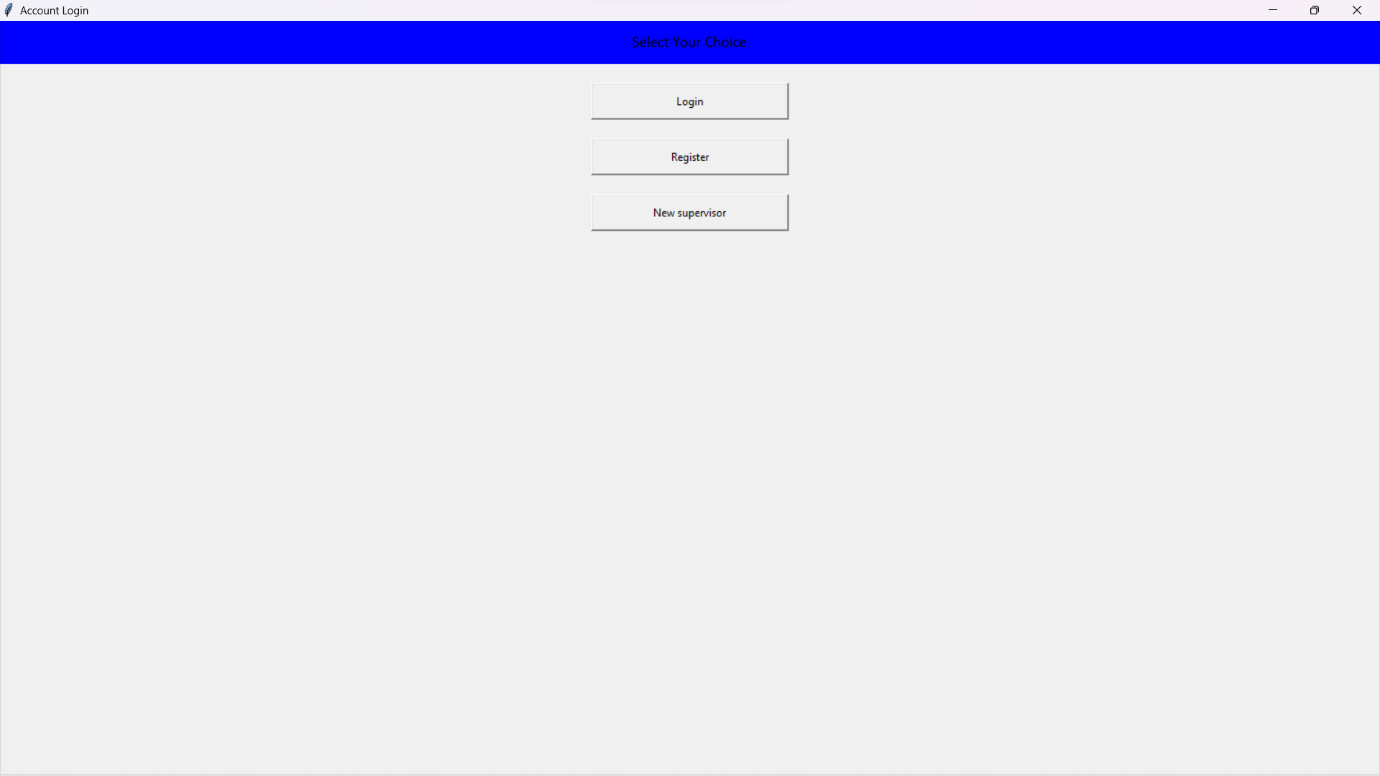 Account Login
Select Your Choice
Login
Register
New supervisor